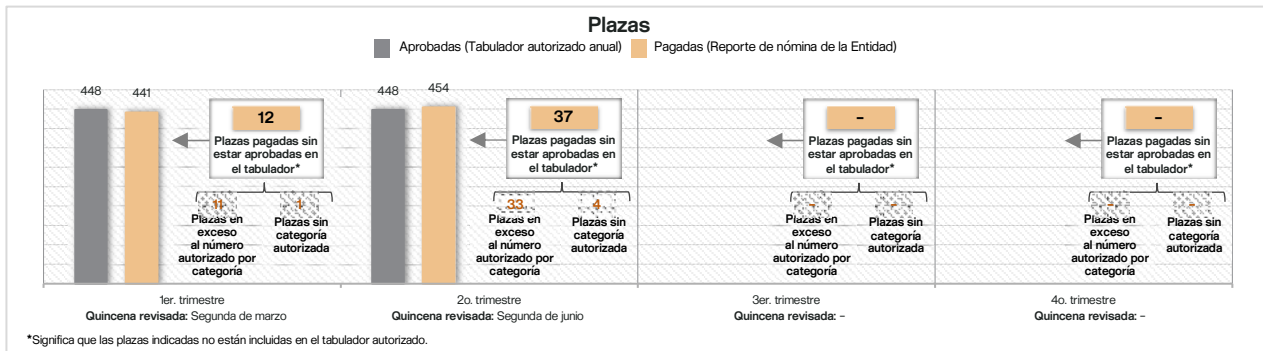 Plazas
Aprobadas (Tabulador autorizado anual) Pagadas (Reporte de nómina de la Entidad)
448
441
12
Plazas pagadas sin
estar aprobadas en
el tabulador*
11
1
Plazas en
exceso
al número
autorizado por
categoría
Plazas sin
categoría
autorizada
1er. trimestre
Quincena revisada: Segunda de marzo
448
454
37
Plazas pagadas sin
estar aprobadas en
el tabulador*
33
4
Plazas en
exceso
al número
autorizado por
categoría
Plazas sin
categoría
autorizada
2o. trimestre
Quincena revisada: Segunda de junio
-
Plazas pagadas sin
estar aprobadas en
el tabulador*
-
-
Plazas en
exceso
al número
autorizado por
categoría
Plazas sin
categoría
autorizada
3er. trimestre
Quincena revisada: -
-
Plazas pagadas sin
estar aprobadas en
el tabulador*
-
-
Plazas en
exceso
al número
autorizado por
categoría
Plazas sin
categoría
autorizada
4o. trimestre
Quincena revisada: -
*Significa que las plazas indicadas no están incluidas en el tabulador autorizado.